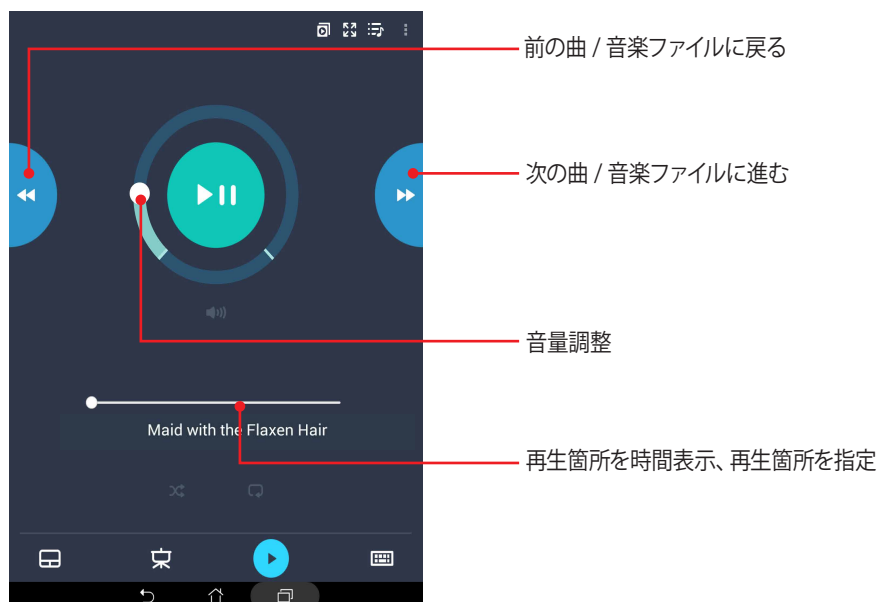 前の曲 / 音楽ファイルに戻る
次の曲 / 音楽ファイルに進む
音量調整
Maid with the Flaxen Hair
再生箇所を時間表示、再生箇所を指定